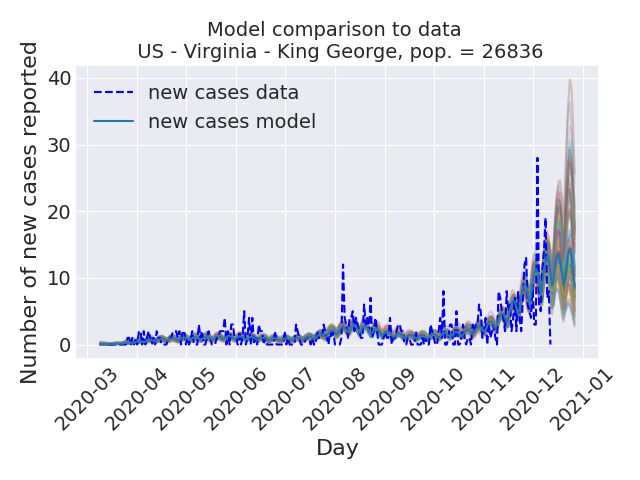 Model comparison to data
US - Virginia - King George, pop. = 26836
Number of new cases reported
40
30
20
10
0
new cases data
new cases model
2020-03
2020-04
2020-05
2020-06
2020-07
2020-08
2020-09
2020-10
2020-11
2020-12
2021-01
Day